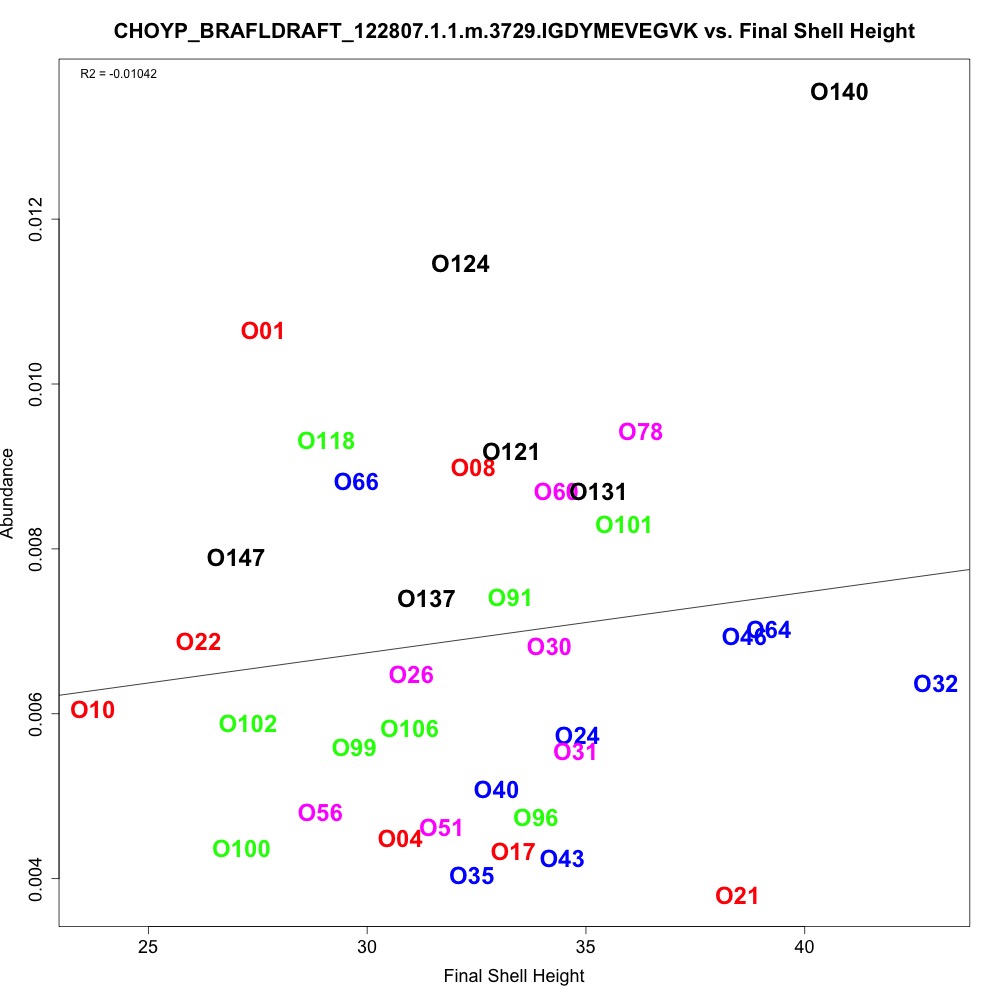 CHOYP_BRAFLDRAFT_122807.1.1.m.3729.IGDYMEVEGVK vs. Final Shell Height
R2 = -0.01042
O140
O124
O01
O78
O118
O121
O08
O66
O60
O131
O101
O147
O137
O91
O64
O46
O22
O30
O26
O32
O10
O102
O106
O24
O99
O31
O40
O56
O96
O51
O04
O100
O17
O43
O35
O21
0.012
0.010
0.008
0.006
0.004
Abundance
25 30 35 40
Final Shell Height